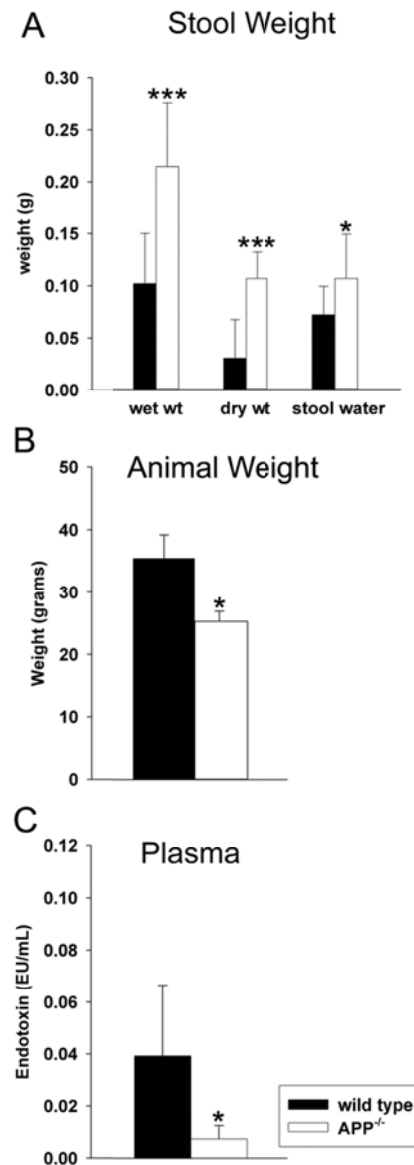 A
Stool Weight
weight (g)
0.30
0.25
0.20
0.15
0.10
0.05
0.00
***
***
*
wet wt
dry wt
stool water
B
Animal Weight
Weight (grams)
50
40
30
20
10
0
*
C
Plasma
Endotoxin (EU/mL)
0.12
0.10
0.08
0.06
0.04
0.02
0.00
*
wild type
APP-/-